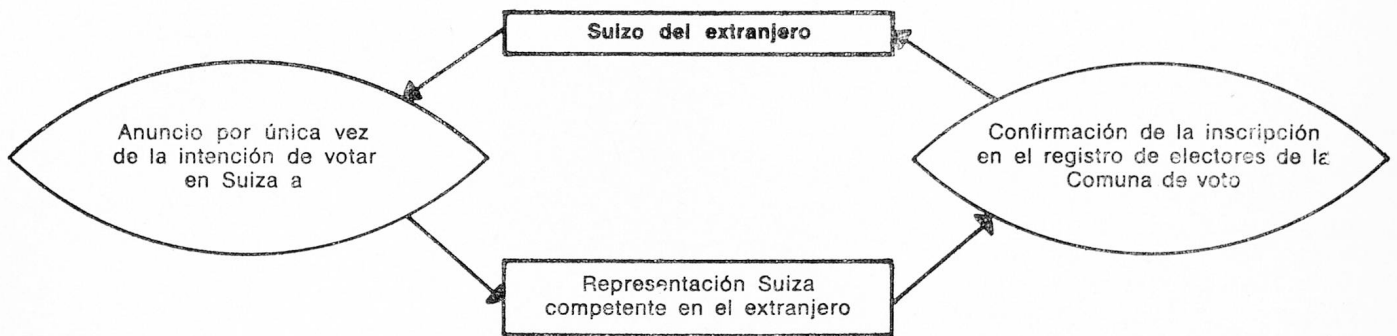 Suizo del extranjero
Anuncio por única vez
de la intención de votar
en Suiza a
Confirmación de la inscripción
en el registro de electores de la
Comuna de voto
Representación Suiza
competente en el extranjero